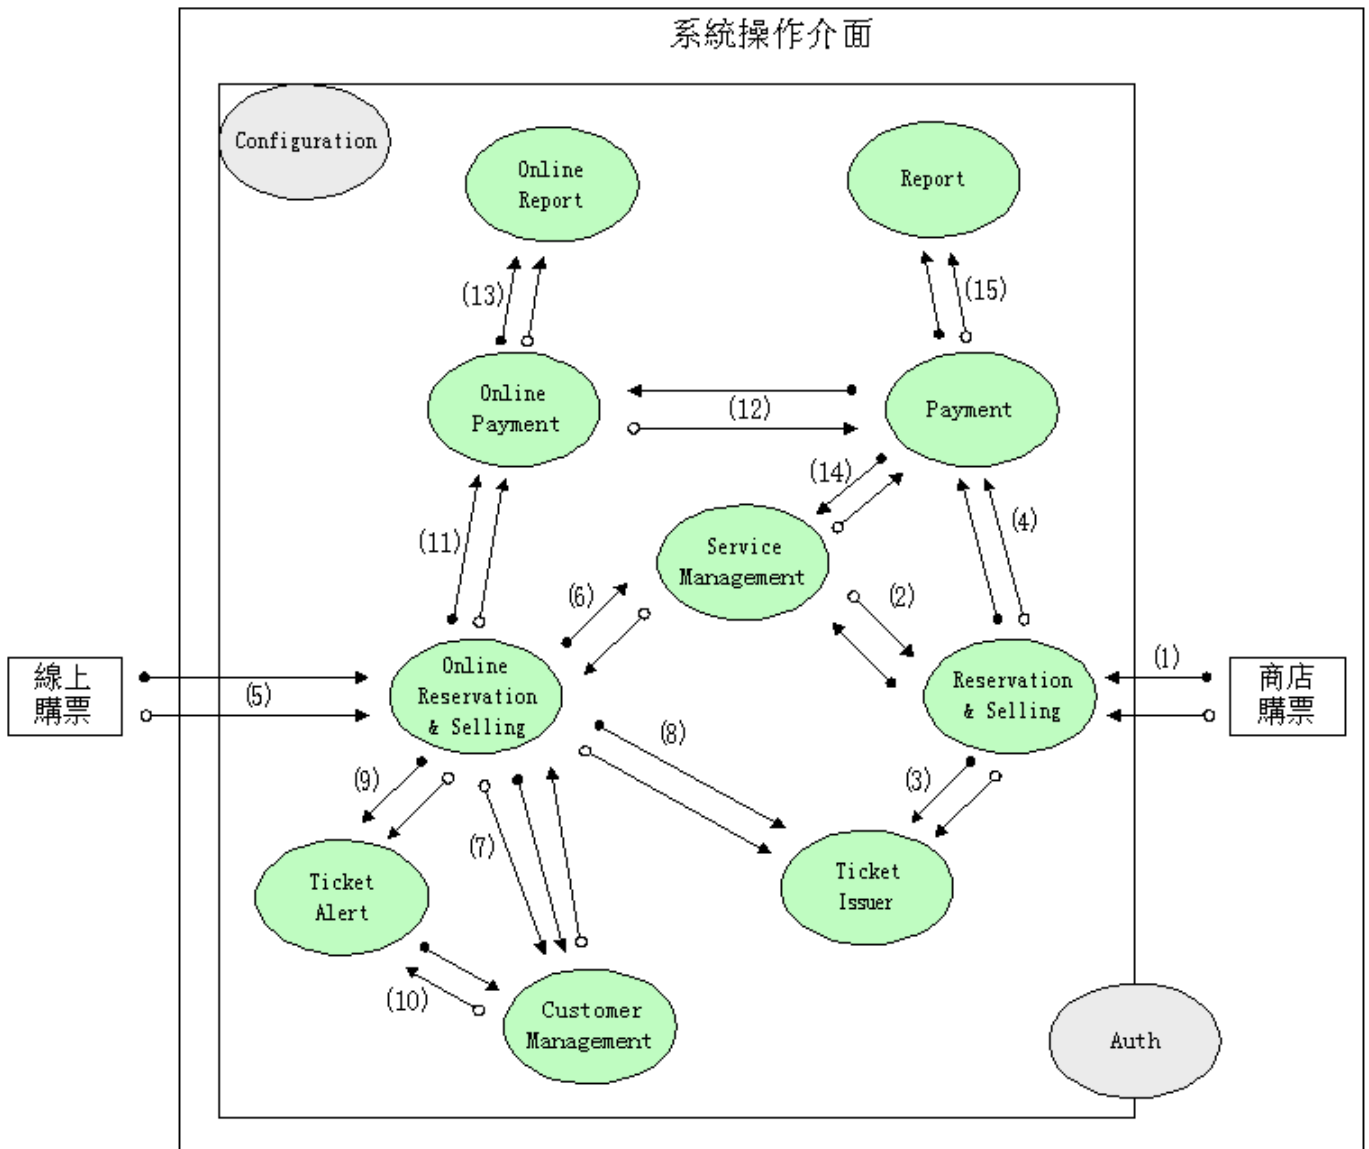 系統操作介面
Configuration
Online
Report
Report
(13)
(15)
Online
Payment
(12)
Payment
(14)
(4)
(11)
Service
Management
(6)
(2)
線上
購票
(5)
Online
Reservation
& Selling
Reservation
& Selling
(1)
商店
購票
(8)
(9)
(3)
(7)
Ticket
Alert
Ticket
Issuer
(10)
Customer
Management
Auth